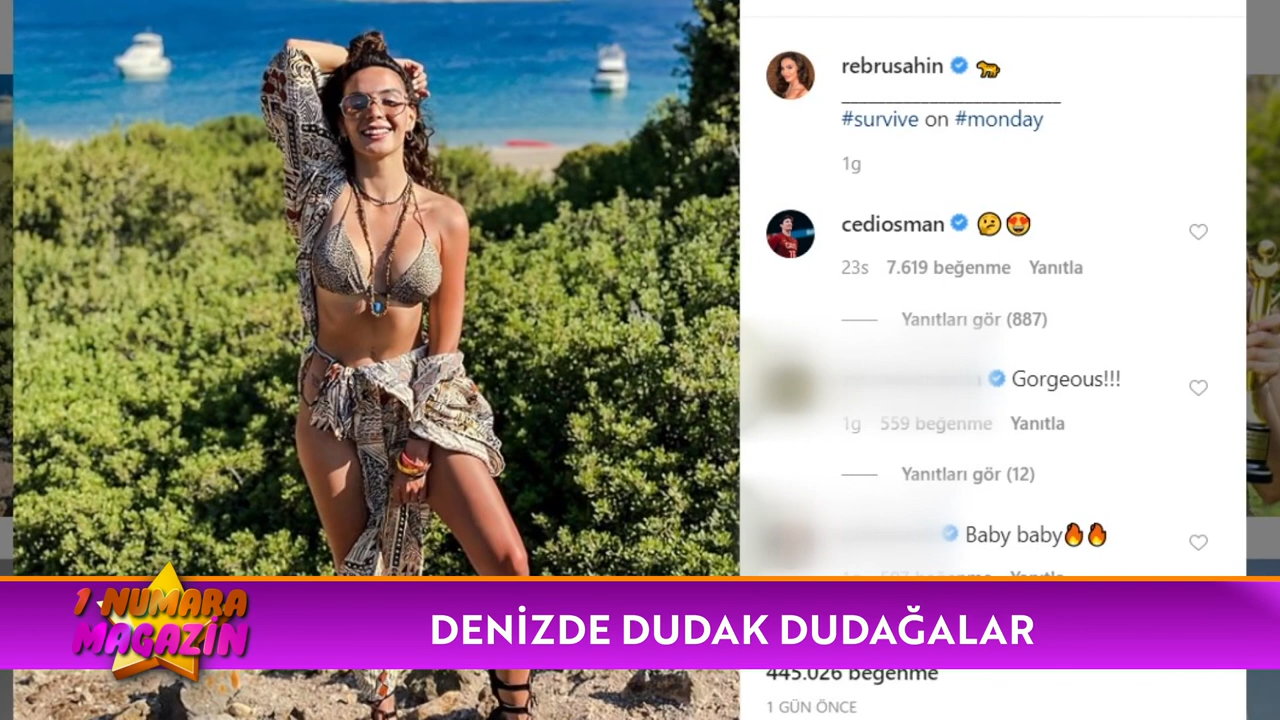 rebrusahin
#survive on #monday
1g
cediosman
23s 7.619 beğenme Yanıtla
Yanıtları gör (887)
Gorgeous!!!
1g 559 beğenme Yanıtla
Yanıtları gör (12)
Baby baby🔥🔥
1 NUMARA
MAGAZİN
DENİZDE DUDAK DUDAĞALAR
445.026 beğenme
1 GÜN ÖNCE